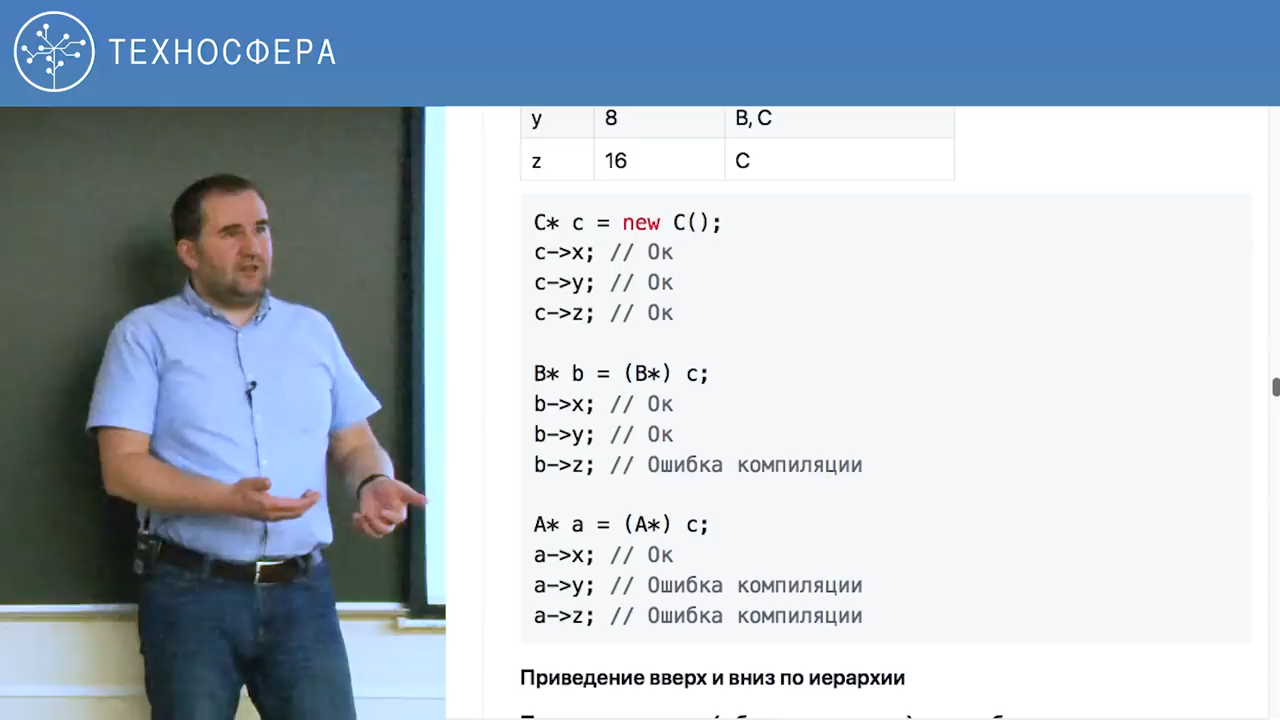 ТЕХНОСФЕРА
y 8 B, C
z 16 C
C* c = new C();
c->x; // Ок
c->y; // Ок
c->z; // Ок
B* b = (B*) c;
b->x; // Ок
b->y; // Ок
b->z; // Ошибка компиляции
A* a = (A*) c;
a->x; // Ок
a->y; // Ошибка компиляции
a->z; // Ошибка компиляции
Приведение вверх и вниз по иерархии